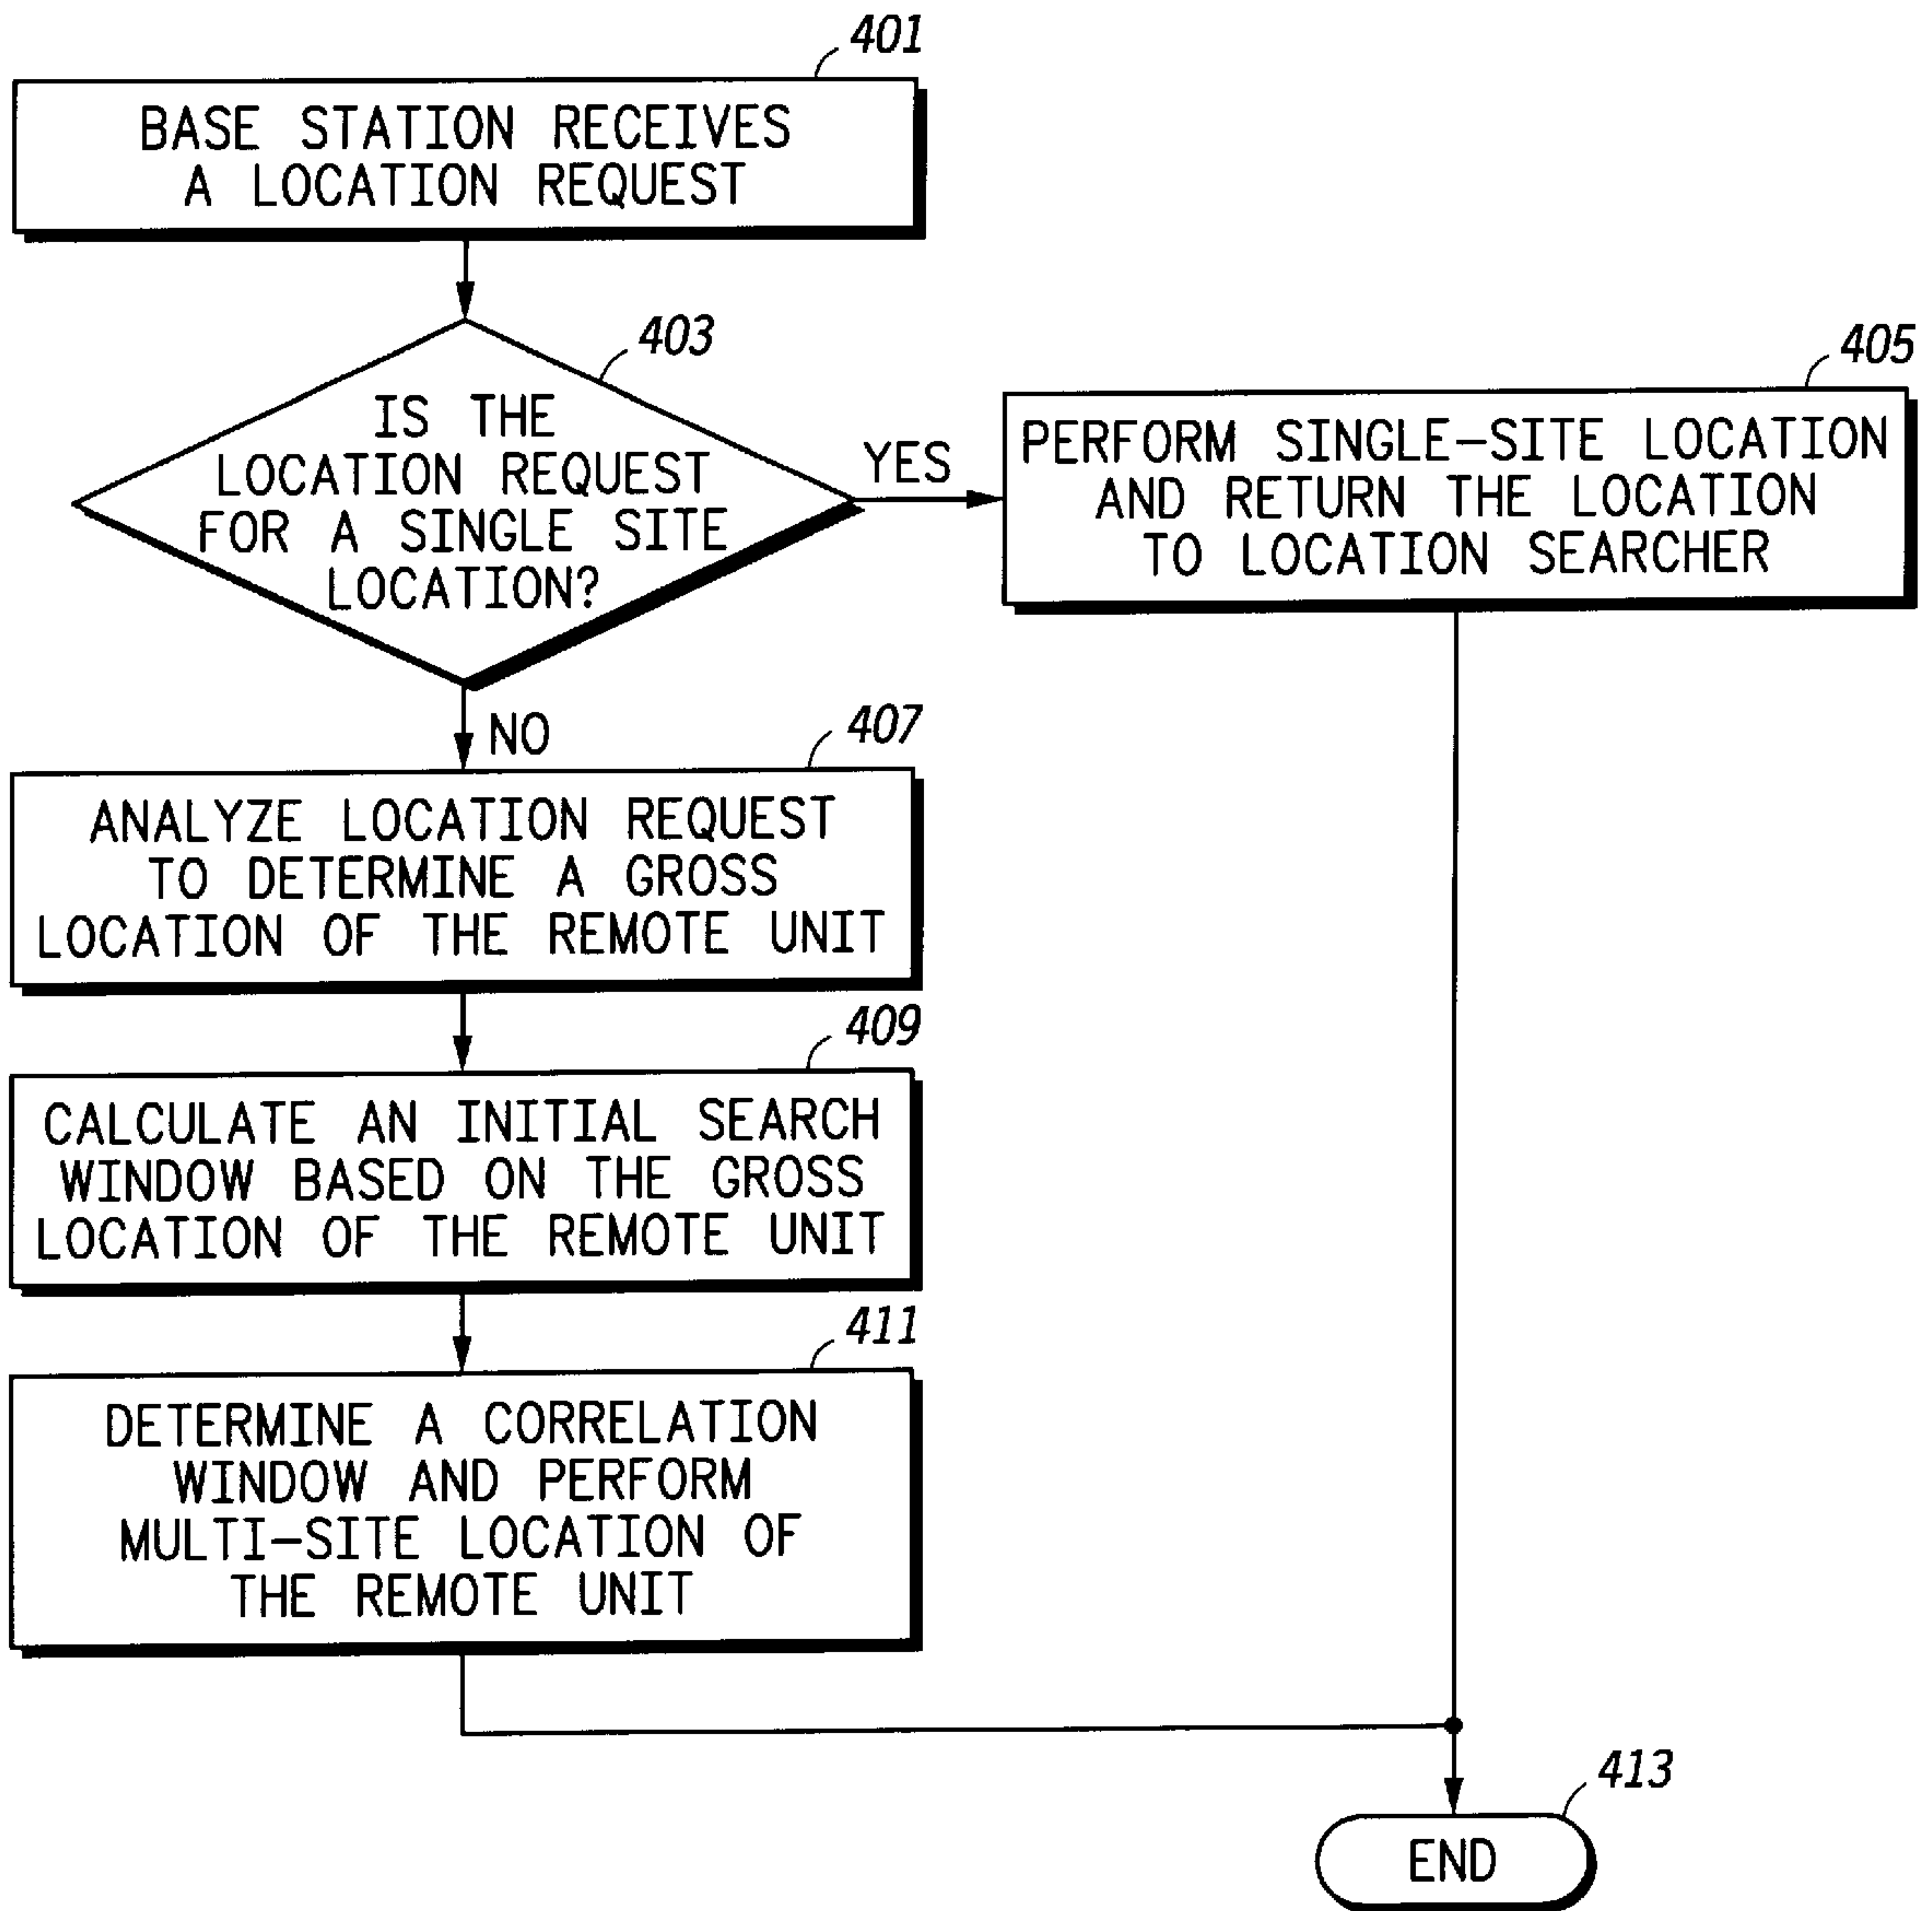 401
BASE STATION RECEIVES
A LOCATION REQUEST
403
IS THE
LOCATION REQUEST
FOR A SINGLE SITE
LOCATION?
YES
405
PERFORM SINGLE-SITE LOCATION
AND RETURN THE LOCATION
TO LOCATION SEARCHER
NO
407
ANALYZE LOCATION REQUEST
TO DETERMINE A GROSS
LOCATION OF THE REMOTE UNIT
409
CALCULATE AN INITIAL SEARCH
WINDOW BASED ON THE GROSS
LOCATION OF THE REMOTE UNIT
411
DETERMINE A CORRELATION
WINDOW AND PERFORM
MULTI-SITE LOCATION OF
THE REMOTE UNIT
413
END